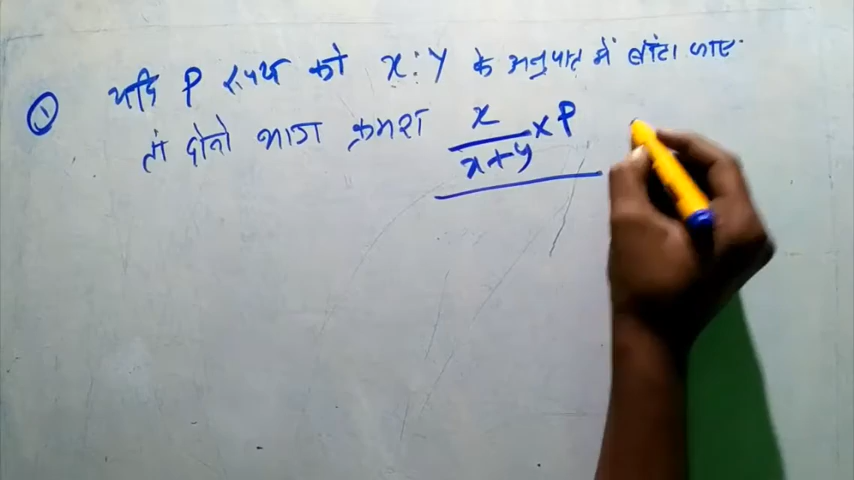 ① यदि P रुपये को x : y के अनुपात में बांटा जाए
तो दोनो भाग क्रमश x/x+y × P